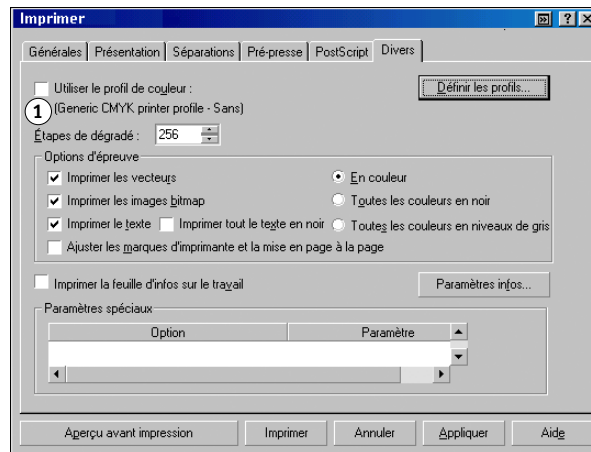 Imprimer
Générales Présentation Séparations Pré-presse PostScript Divers
Utiliser le profil de couleur :
Définir les profils...
1
(Generic CMYK printer profile - Sans)
Étapes de dégradé : 256
Options d'épreuve
Imprimer les vecteurs
En couleur
Imprimer les images bitmap
Toutes les couleurs en noir
Imprimer le texte Imprimer tout le texte en noir Toutes les couleurs en niveaux de gris
Ajuster les marques d'imprimante et la mise en page à la page
Imprimer la feuille d'infos sur le travail
Paramètres infos...
Paramètres spéciaux
Option Paramètre
Aperçu avant impression Imprimer Annuler Appliquer Aide